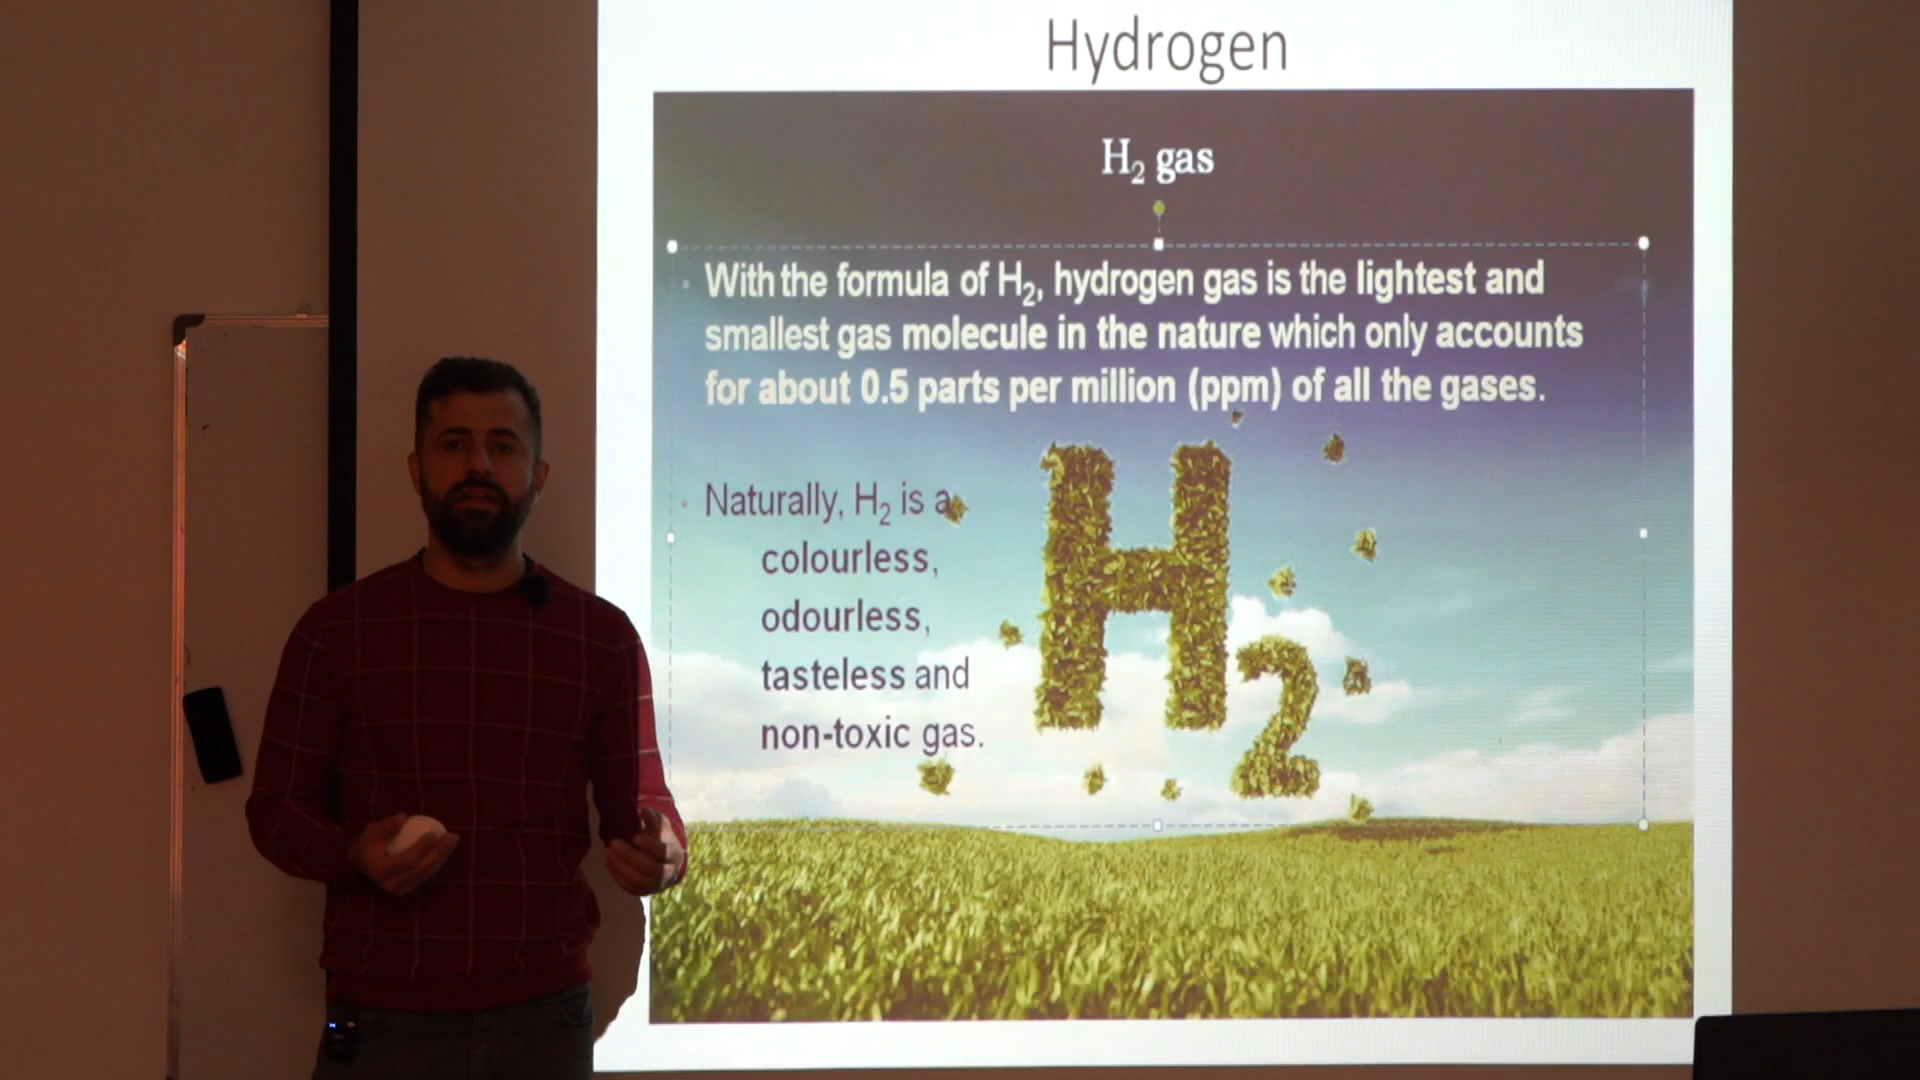 Hydrogen
H₂ gas
With the formula of H₂, hydrogen gas is the lightest and
smallest gas molecule in the nature which only accounts
for about 0.5 parts per million (ppm) of all the gases.
Naturally, H₂ is a
colourless,
odourless,
tasteless and
non-toxic gas.
H2